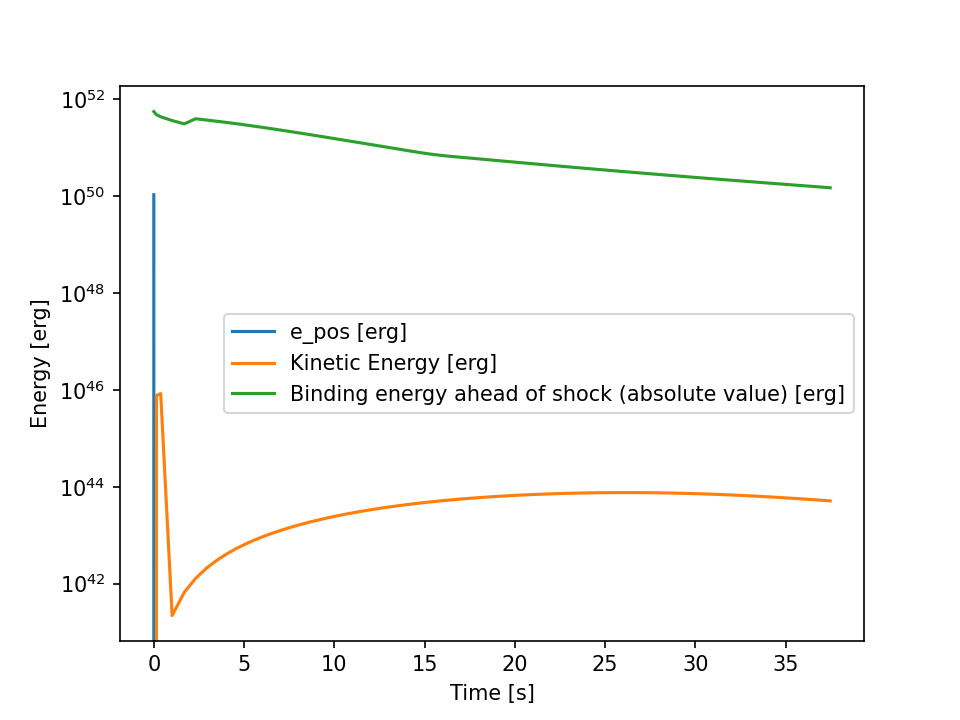 10^52
10^50
10^48
10^46
10^44
10^42
Energy [erg]
e_pos [erg]
Kinetic Energy [erg]
Binding energy ahead of shock (absolute value) [erg]
0 5 10 15 20 25 30 35
Time [s]